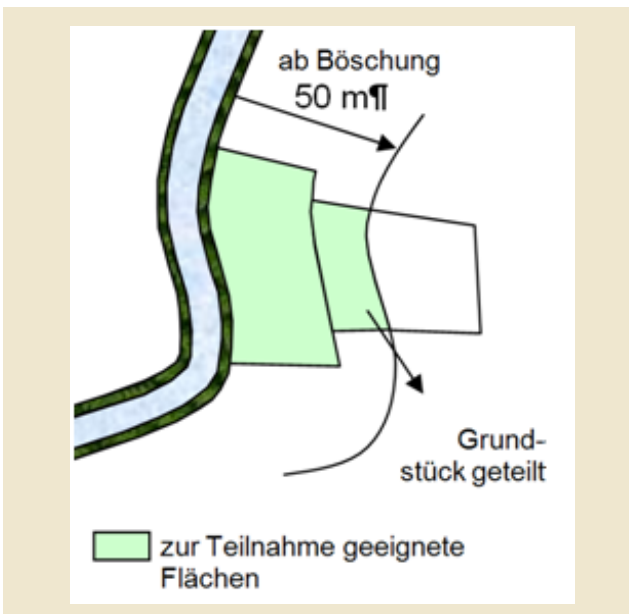 ab Böschung
50 m¶
Grund-
stück geteilt
zur Teilnahme geeignete
Flächen